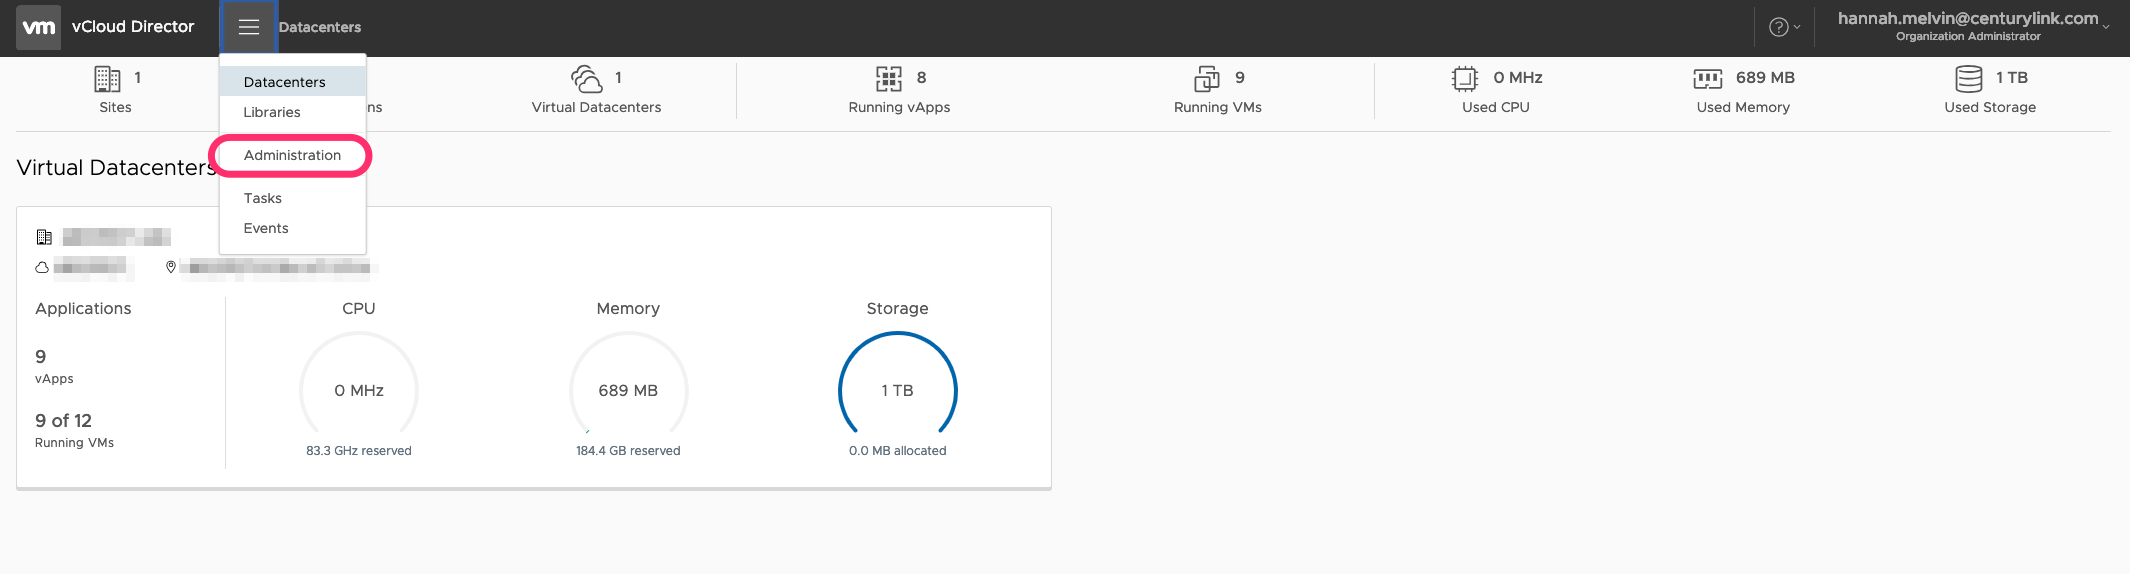 vm vCloud Director Datacenters hannah.melvin@centurylink.com
Organization Administrator
Datacenters
Libraries
Administration
Tasks
Events
1
Sites
ns
1
Virtual Datacenters
8
Running vApps
9
Running VMs
0 MHz
Used CPU
689 MB
Used Memory
1 TB
Used Storage
Virtual Datacenters
Applications
9
vApps
9 of 12
Running VMs
CPU
0 MHz
83.3 GHz reserved
Memory
689 MB
184.4 GB reserved
Storage
1 TB
0.0 MB allocated